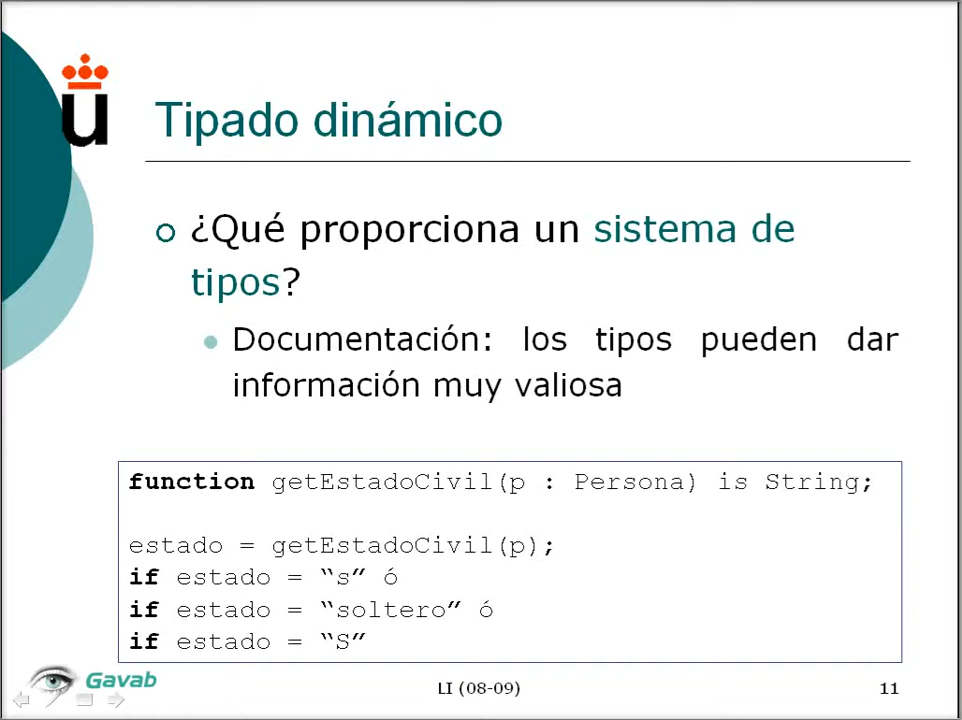 u
Tipado dinámico
¿Qué proporciona un sistema de
tipos?
Documentación: los tipos pueden dar
información muy valiosa
function getEstadoCivil(p : Persona) is String;
estado = getEstadoCivil(p);
if estado = “s” ó
if estado = “soltero” ó
if estado = “S”
Gavab
LI (08-09)
11